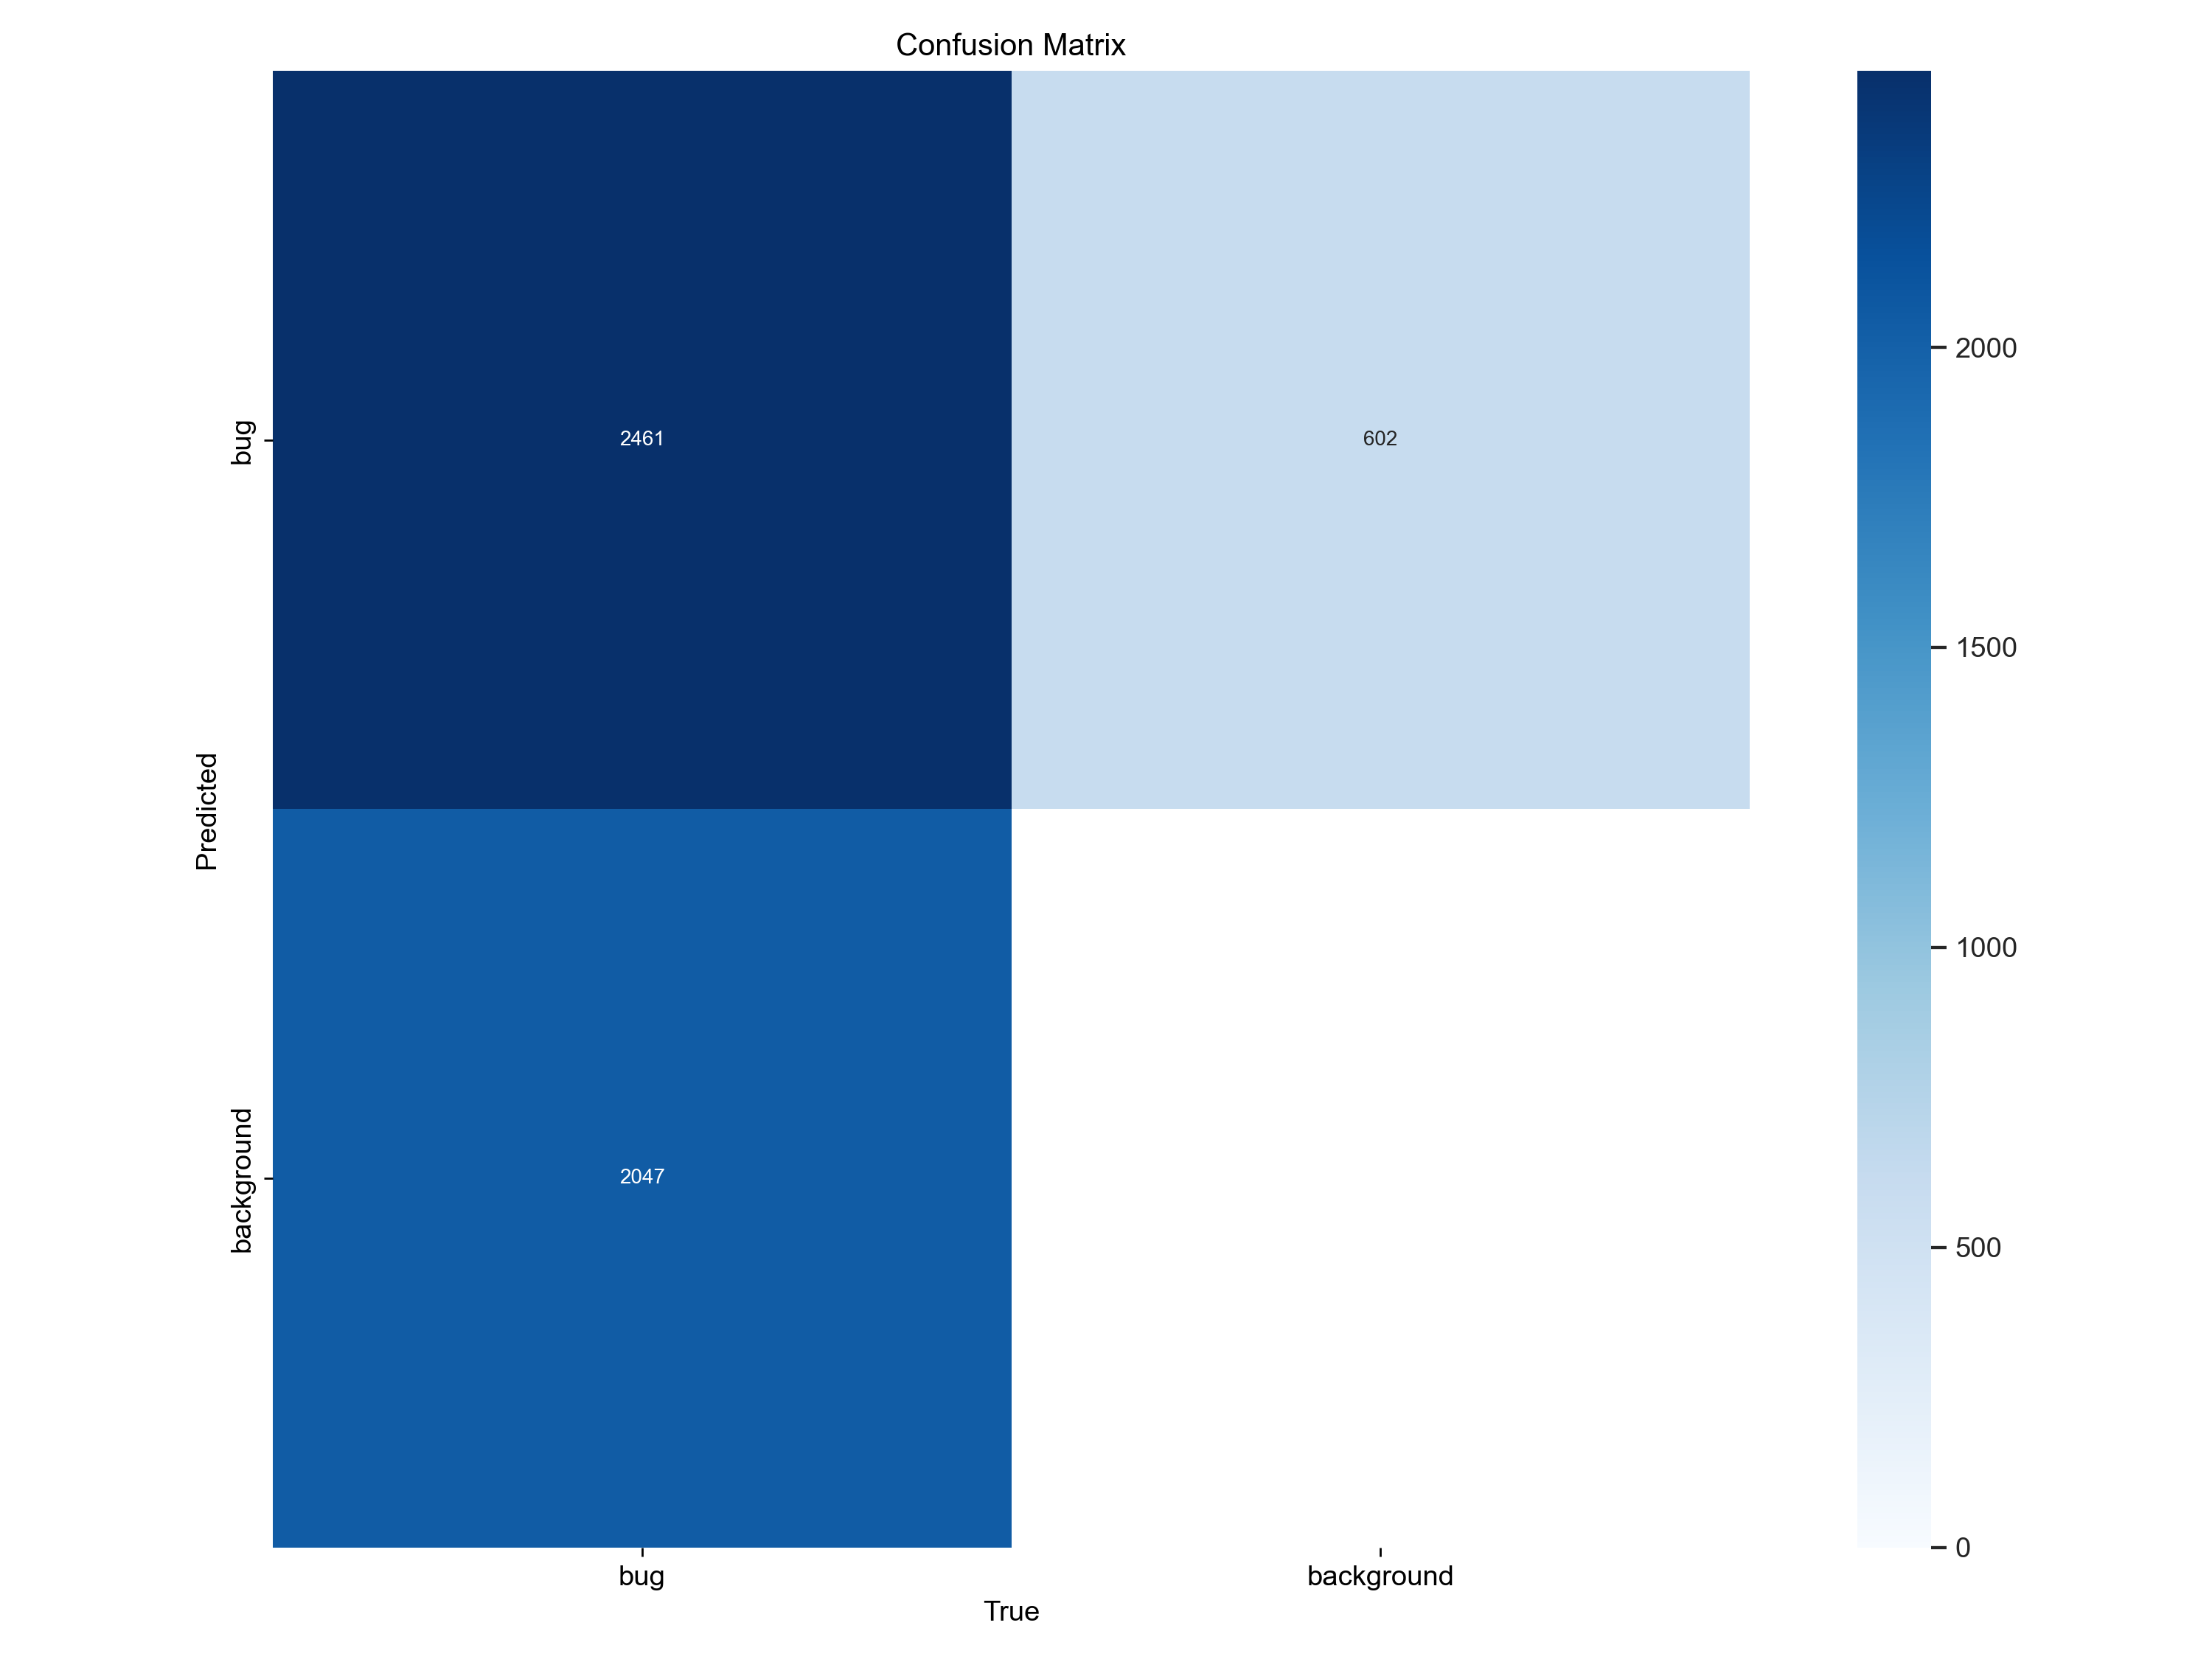 Confusion Matrix
bug
2461
602
2000
1500
Predicted
1000
background
2047
500
0
bug
background
True